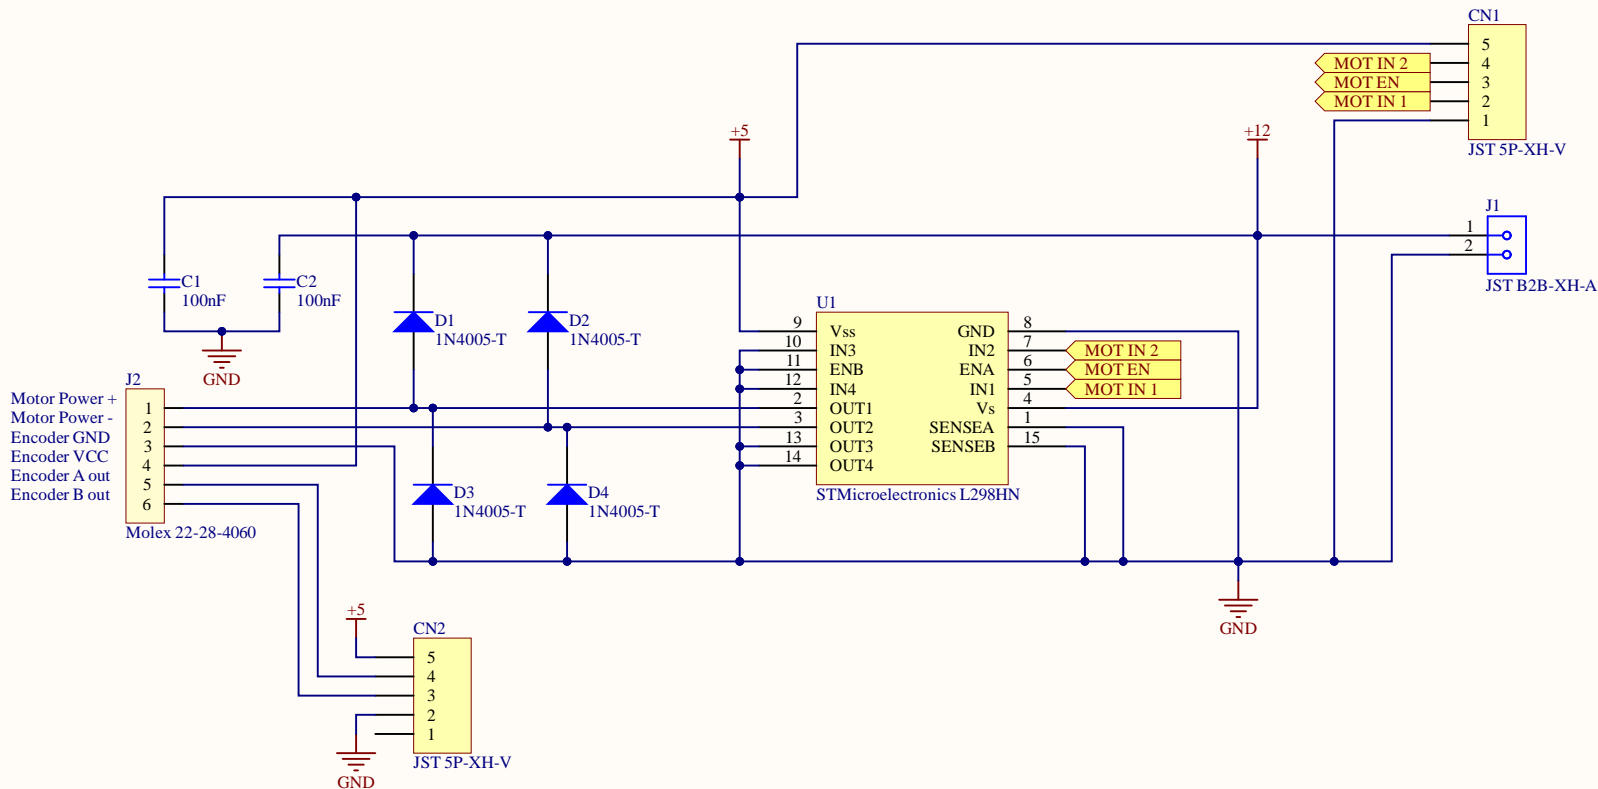 CN1
5
MOT IN 2 4
MOT EN 3
MOT IN 1 2
1
JST 5P-XH-V
+5
+12
J1
1
2
JST B2B-XH-A
C1
100nF
C2
100nF
GND
D1
1N4005-T
D2
1N4005-T
U1
9 Vss GND 8
10 IN3 IN2 7 MOT IN 2
11 ENB ENA 6 MOT EN
12 IN4 IN1 5 MOT IN 1
2 OUT1 Vs 4
3 OUT2 SENSEA 1
13 OUT3 SENSEB 15
14 OUT4
STMicroelectronics L298HN
J2
Motor Power + 1
Motor Power - 2
Encoder GND 3
Encoder VCC 4
Encoder A out 5
Encoder B out 6
Molex 22-28-4060
D3
1N4005-T
D4
1N4005-T
GND
+5
CN2
5
4
3
2
1
JST 5P-XH-V
GND